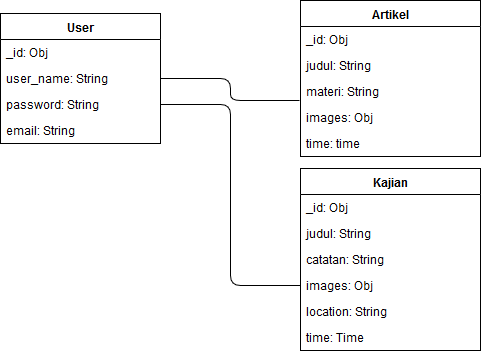 User
_id: Obj
user_name: String
password: String
email: String
Artikel
_id: Obj
judul: String
materi: String
images: Obj
time: time
Kajian
_id: Obj
judul: String
catatan: String
images: Obj
location: String
time: Time